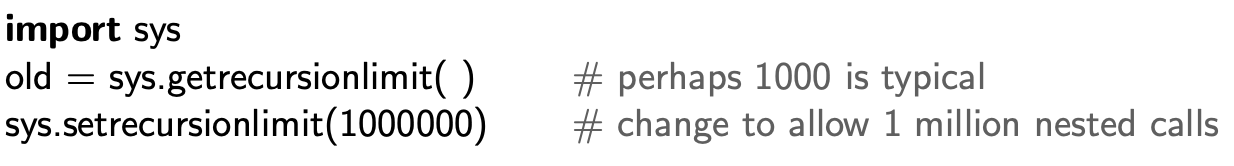 import sys
old = sys.getrecursionlimit( ) # perhaps 1000 is typical
sys.setrecursionlimit(1000000) # change to allow 1 million nested calls